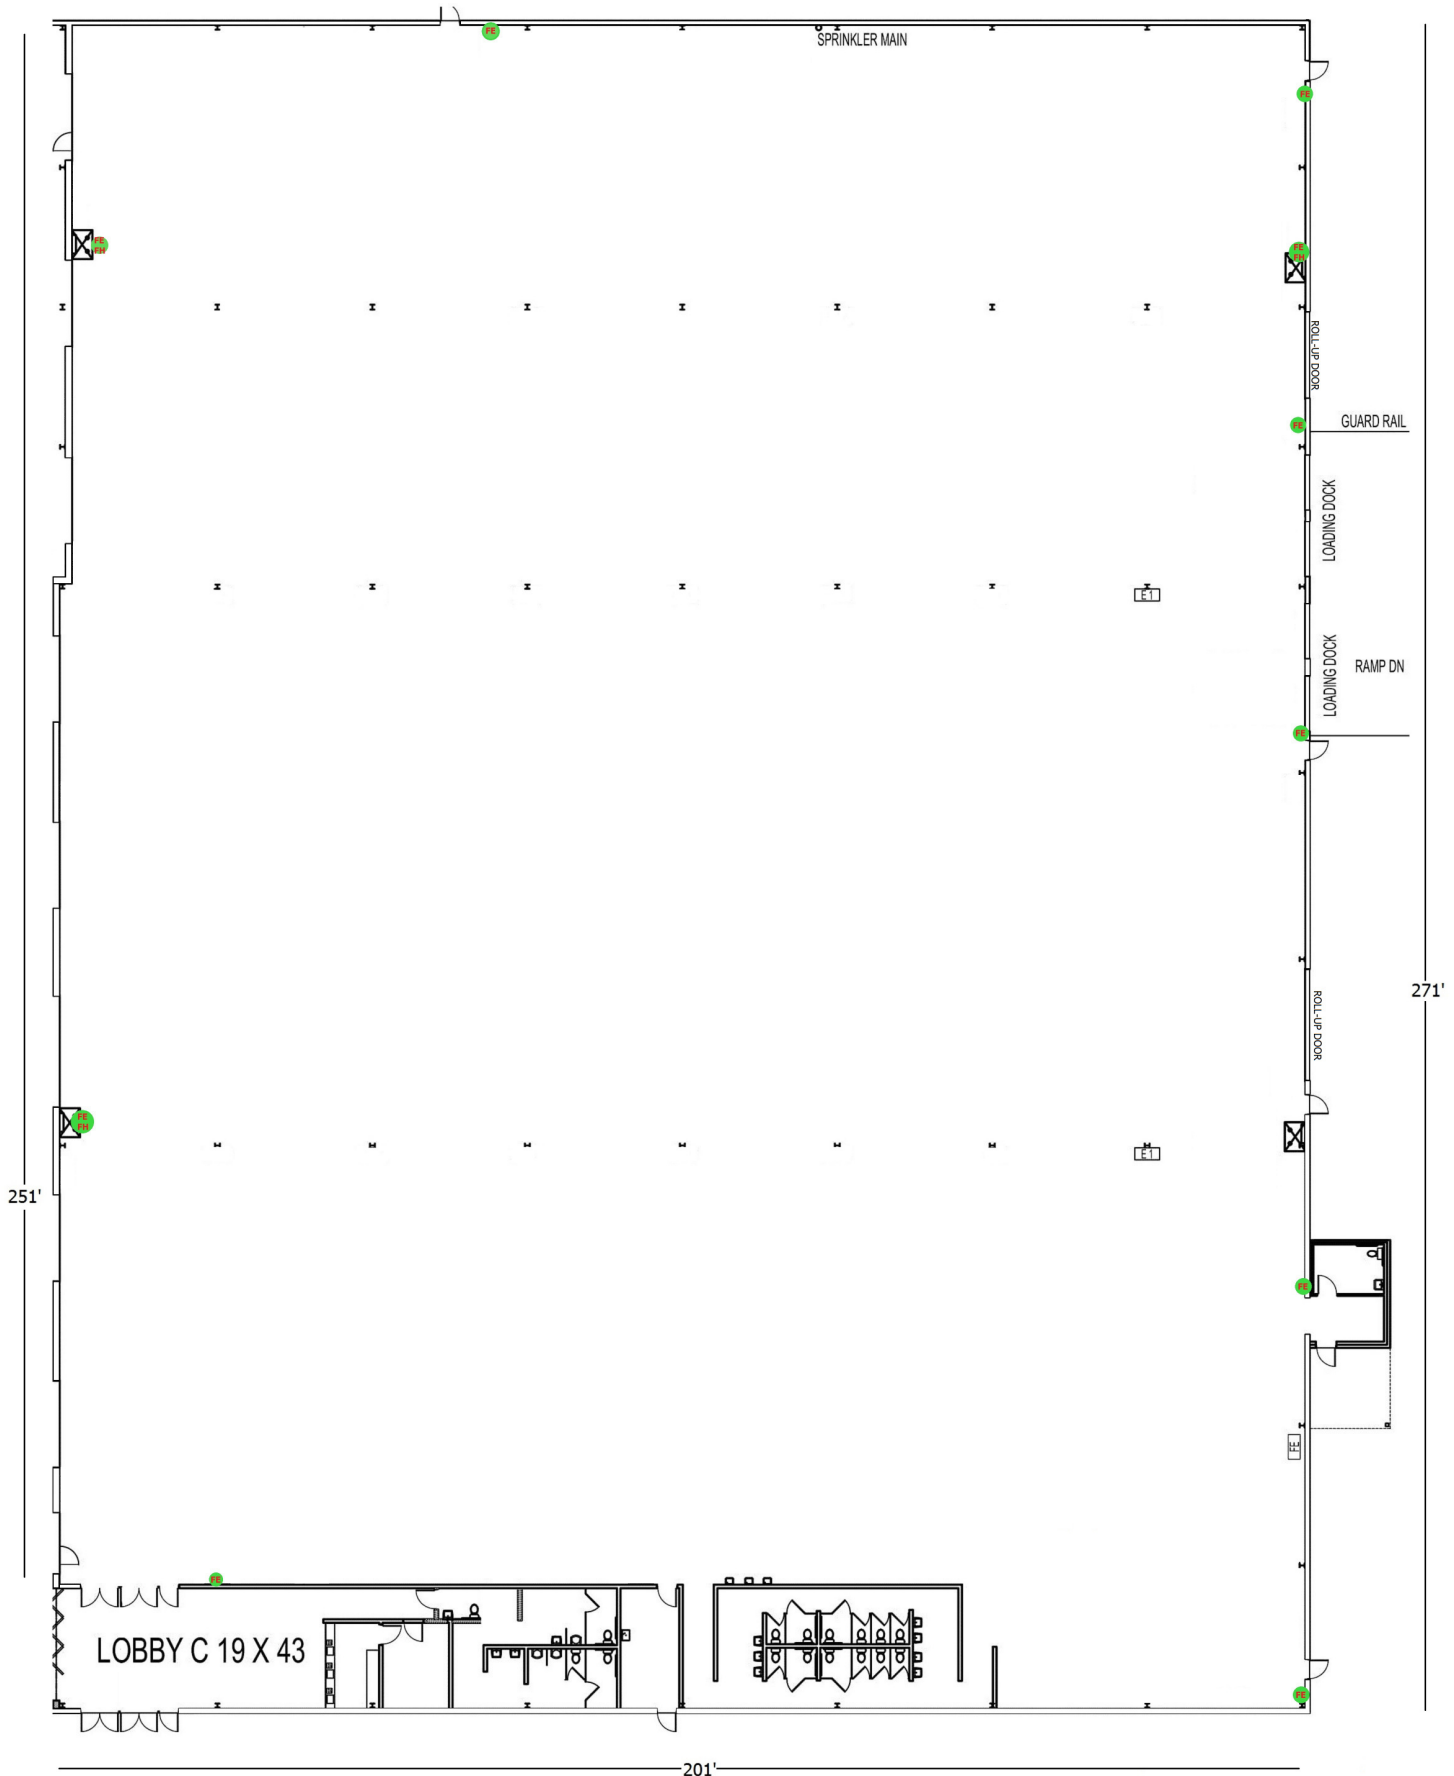 FE
SPRINKLER MAIN
FE
FE
FH
FE
FH
ROLL-UP DOOR
FE
GUARD RAIL
LOADING DOCK
E1
LOADING DOCK
RAMP DN
FE
271'
ROLL-UP DOOR
FE
FH
E1
251'
FE
FE
FE
LOBBY C 19 X 43
FE
201'